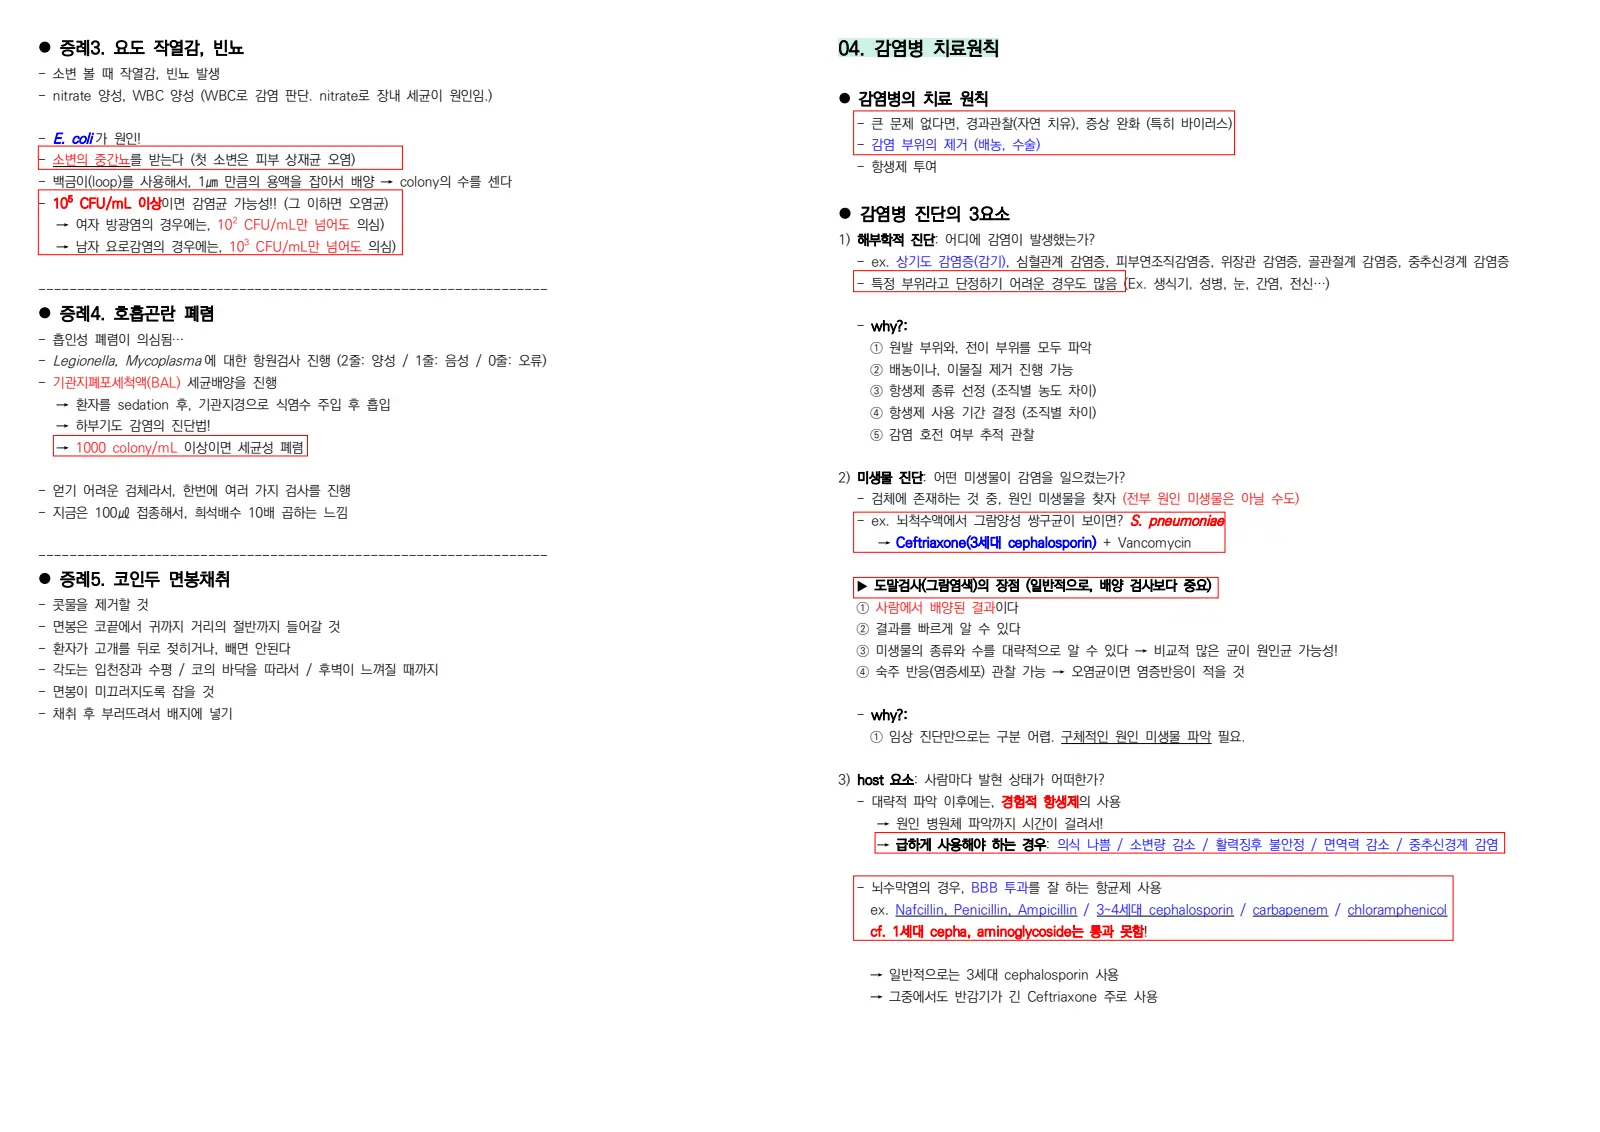 ● 증례3. 요도 작열감, 빈뇨
- 소변 볼 때 작열감, 빈뇨 발생
- nitrate 양성, WBC 양성 (WBC로 감염 판단. nitrate로 장내 세균이 원인임.)
- E. coli가 원인!
- 소변의 중간뇨를 받는다 (첫 소변은 피부 상재균 오염)
- 백금이(loop)를 사용해서, 1㎛ 만큼의 용액을 잡아서 배양 → colony의 수를 센다
- 10⁵ CFU/mL 이상이면 감염균 가능성!! (그 이하면 오염균)
→ 여자 방광염의 경우에는, 10² CFU/mL만 넘어도 의심)
→ 남자 요로감염의 경우에는, 10³ CFU/mL만 넘어도 의심)
-----------------------------------------------------------------
● 증례4. 호흡곤란 폐렴
- 흡인성 폐렴이 의심됨…
- Legionella, Mycoplasma에 대한 항원검사 진행 (2줄: 양성 / 1줄: 음성 / 0줄: 오류)
- 기관지폐포세척액(BAL) 세균배양을 진행
→ 환자를 sedation 후, 기관지경으로 식염수 주입 후 흡입
→ 하부기도 감염의 진단법!
→ 1000 colony/mL 이상이면 세균성 폐렴
- 얻기 어려운 검체라서, 한번에 여러 가지 검사를 진행
- 지금은 100㎕ 접종해서, 희석배수 10배 곱하는 느낌
-----------------------------------------------------------------
● 증례5. 코인두 면봉채취
- 콧물을 제거할 것
- 면봉은 코끝에서 귀까지 거리의 절반까지 들어갈 것
- 환자가 고개를 뒤로 젖히거나, 빼면 안된다
- 각도는 입천장과 수평 / 코의 바닥을 따라서 / 후벽이 느껴질 때까지
- 면봉이 미끄러지도록 잡을 것
- 채취 후 부러뜨려서 배지에 넣기
04. 감염병 치료원칙
● 감염병의 치료 원칙
- 큰 문제 없다면, 경과관찰(자연 치유), 증상 완화 (특히 바이러스)
- 감염 부위의 제거 (배농, 수술)
- 항생제 투여
● 감염병 진단의 3요소
1) 해부학적 진단: 어디에 감염이 발생했는가?
- ex. 상기도 감염증(감기), 심혈관계 감염증, 피부연조직감염증, 위장관 감염증, 골관절계 감염증, 중추신경계 감염증
- 특정 부위라고 단정하기 어려운 경우도 많음 (Ex. 생식기, 성병, 눈, 간염, 전신…)
- why?:
① 원발 부위와, 전이 부위를 모두 파악
② 배농이나, 이물질 제거 진행 가능
③ 항생제 종류 선정 (조직별 농도 차이)
④ 항생제 사용 기간 결정 (조직별 차이)
⑤ 감염 호전 여부 추적 관찰
2) 미생물 진단: 어떤 미생물이 감염을 일으켰는가?
- 검체에 존재하는 것 중, 원인 미생물을 찾자 (전부 원인 미생물은 아닐 수도)
- ex. 뇌척수액에서 그람양성 쌍구균이 보이면? S. pneumoniae
→ Ceftriaxone(3세대 cephalosporin) + Vancomycin
▶ 도말검사(그람염색)의 장점 (일반적으로, 배양 검사보다 중요)
① 사람에서 배양된 결과이다
② 결과를 빠르게 알 수 있다
③ 미생물의 종류와 수를 대략적으로 알 수 있다 → 비교적 많은 균이 원인균 가능성!
④ 숙주 반응(염증세포) 관찰 가능 → 오염균이면 염증반응이 적을 것
- why?:
① 임상 진단만으로는 구분 어렵. 구체적인 원인 미생물 파악 필요.
3) host 요소: 사람마다 발현 상태가 어떠한가?
- 대략적 파악 이후에는, 경험적 항생제의 사용
→ 원인 병원체 파악까지 시간이 걸려서!
→ 급하게 사용해야 하는 경우: 의식 나쁨 / 소변량 감소 / 활력징후 불안정 / 면역력 감소 / 중추신경계 감염
- 뇌수막염의 경우, BBB 투과를 잘 하는 항균제 사용
ex. Nafcillin, Penicillin, Ampicillin / 3~4세대 cephalosporin / carbapenem / chloramphenicol
cf. 1세대 cepha, aminoglycoside는 통과 못함!
→ 일반적으로는 3세대 cephalosporin 사용
→ 그중에서도 반감기가 긴 Ceftriaxone 주로 사용